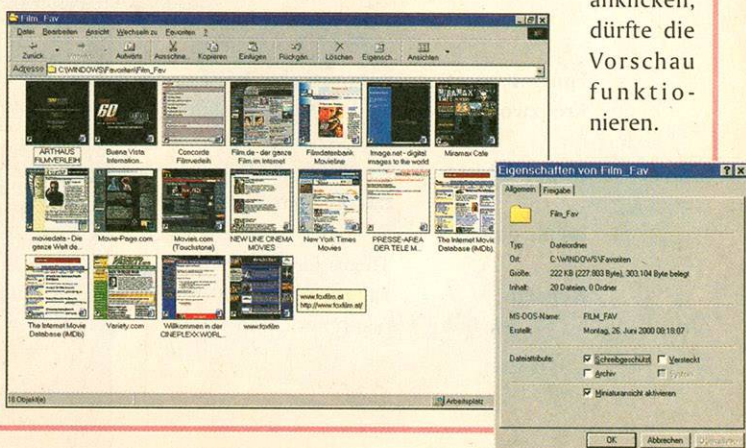 anklicken,
dürfte die
Vorschau
funktio-
nieren.
Film_Fav
Datei Bearbeiten Ansicht Wechseln zu Favoriten ?
Zurück Aufwärts Ausschne... Kopieren Einfügen Rückgän... Löschen Eigensch... Ansichten
Adresse C:\WINDOWS\Favoriten\Film_Fav
ARTHAUS FILMVERLEIH
Buena Vista Internation...
Concorde Filmverleih
Film.de - der ganze Film im Internet
Filmdatenbank Movieline
Image.net - digital images to the world
Miramax Cafe
moviedata - Die ganze Welt de...
Movie-Page.com
Movies.com (Touchstone)
NEW LINE CINEMA MOVIES
New York Times Movies
PRESSE-AREA DER TELE M...
The Internet Movie Database (IMDb).
The Internet Movie Database (IMDb)
Variety.com
Willkommen in der CINEPLEXX WORL...
www.foxfilm
www.foxfilm.at
http://www.foxfilm.at/
18 Objekt(e)
Arbeitsplatz
Eigenschaften von Film_Fav
Allgemein Freigabe
Film_Fav
Typ: Dateiordner
Ort: C:\WINDOWS\Favoriten
Größe: 222 KB (227.803 Byte), 303.104 Byte belegt
Inhalt: 20 Dateien, 0 Ordner
MS-DOS-Name: FILM_FAV
Erstellt: Montag, 26. Juni 2000 09:19:07
Dateiattribute: Schreibgeschützt Versteckt
Archiv System
Miniaturansicht aktivieren
OK Abbrechen